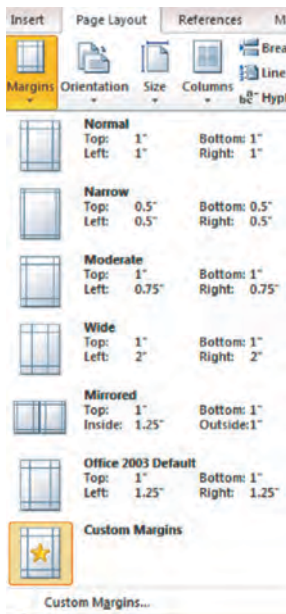 Insert Page Layout References
Margins Orientation Size Columns
Normal
Top: 1" Bottom: 1"
Left: 1" Right: 1"
Narrow
Top: 0.5" Bottom: 0.5"
Left: 0.5" Right: 0.5"
Moderate
Top: 1" Bottom: 1"
Left: 0.75" Right: 0.75"
Wide
Top: 1" Bottom: 1"
Left: 2" Right: 2"
Mirrored
Top: 1" Bottom: 1"
Inside: 1.25" Outside:1"
Office 2003 Default
Top: 1" Bottom: 1"
Left: 1.25" Right: 1.25"
Custom Margins
Custom Margins...